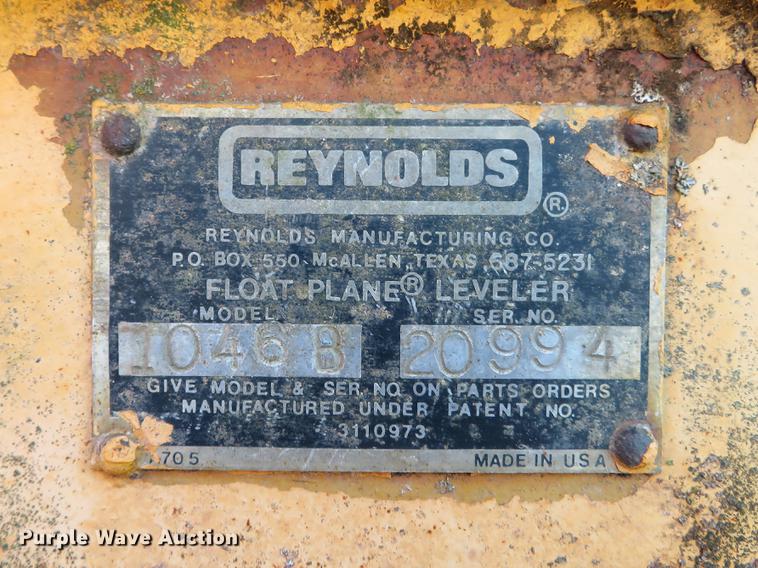 REYNOLDS ®
REYNOLDS MANUFACTURING CO.
P.O. BOX 550 McALLEN, TEXAS 687-5231
FLOAT PLANE® LEVELER
MODEL SER. NO.
1046B 20994
GIVE MODEL & SER. NO. ON PARTS ORDERS
MANUFACTURED UNDER PATENT NO.
3110973
705 MADE IN USA
Purple Wave Auction